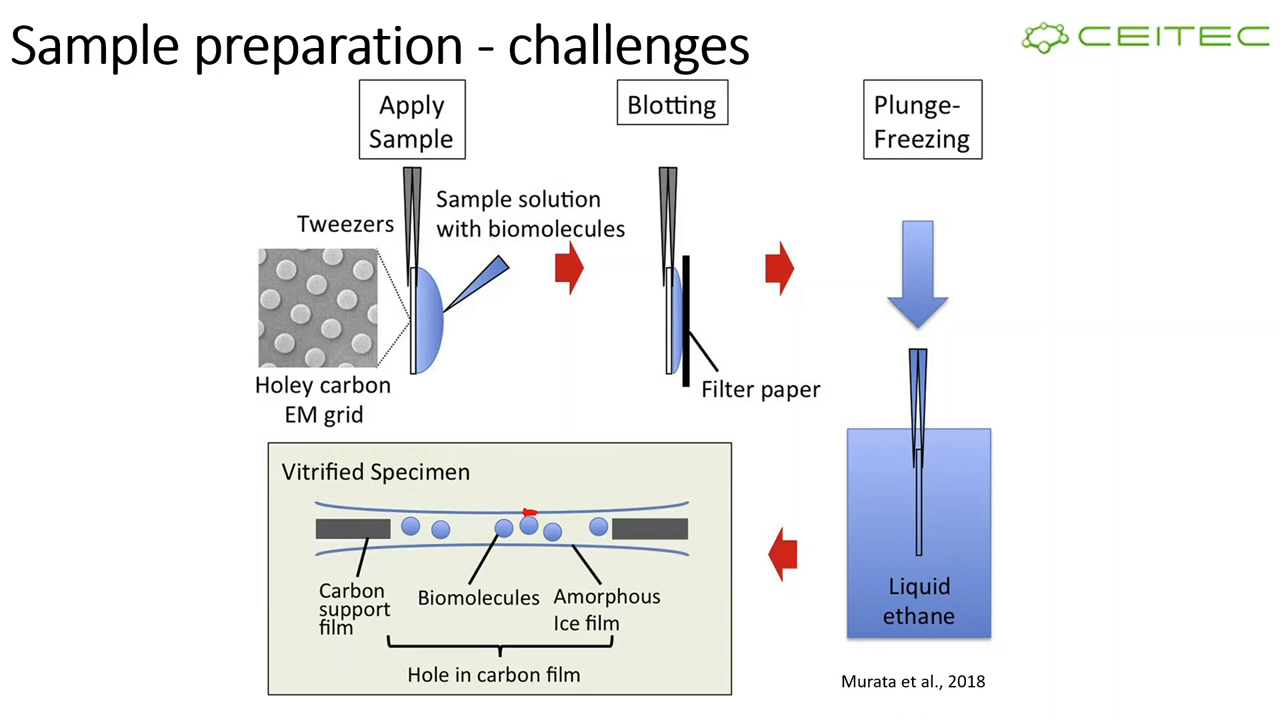 Sample preparation - challenges
CEITEC
Apply
Sample
Blotting
Plunge-
Freezing
Tweezers
Sample solution
with biomolecules
Holey carbon
EM grid
Filter paper
Liquid
ethane
Vitrified Specimen
Carbon
support
film
Biomolecules
Amorphous
Ice film
Hole in carbon film
Murata et al., 2018